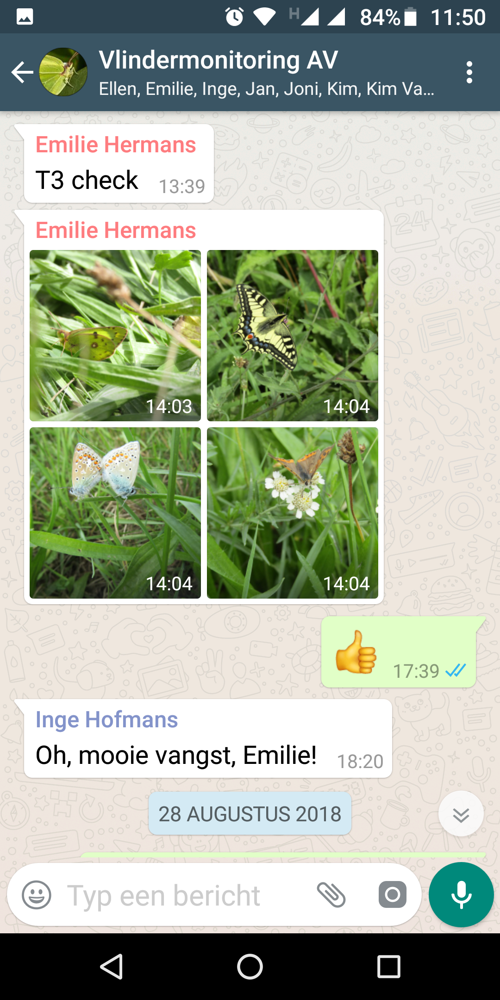 84% 11:50
Vlindermonitoring AV
Ellen, Emilie, Inge, Jan, Joni, Kim, Kim Va...
Emilie Hermans
T3 check 13:39
Emilie Hermans
14:03 14:04
14:04 14:04
👍 17:39
Inge Hofmans
Oh, mooie vangst, Emilie! 18:20
28 AUGUSTUS 2018
Typ een bericht